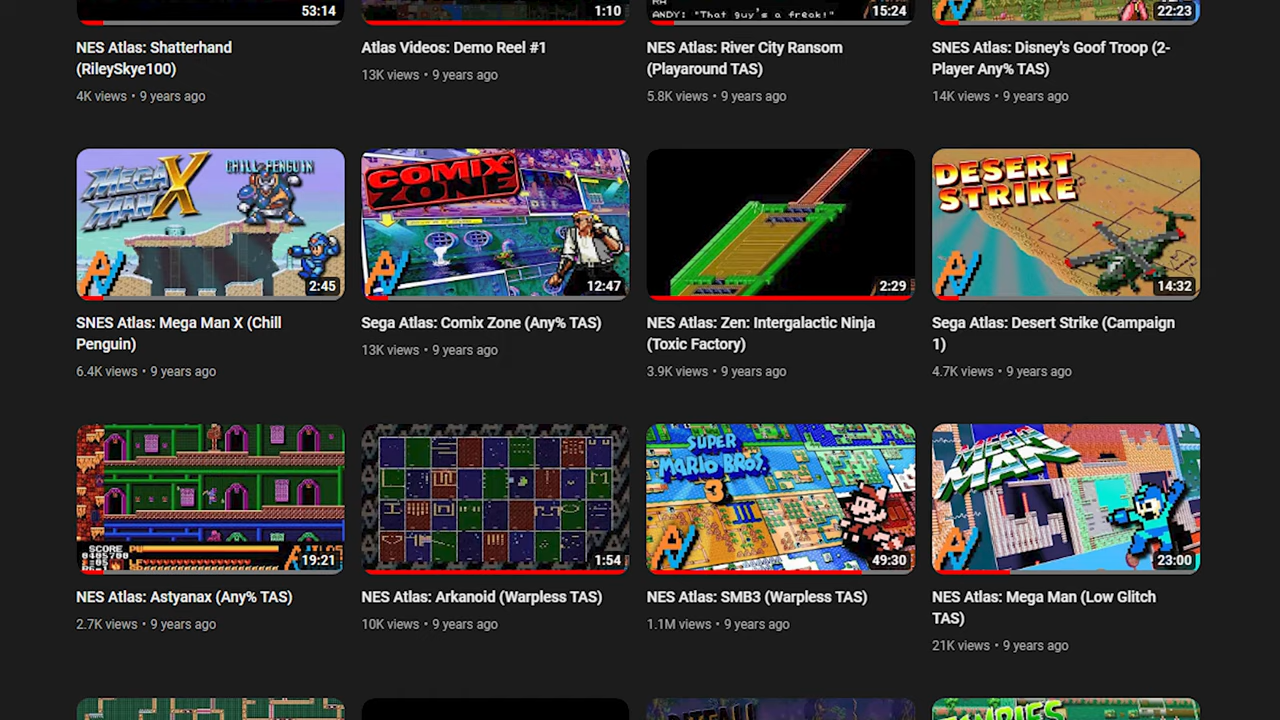 53:14
1:10
ANDY: "That guy's a freak!"
15:24
22:23
NES Atlas: Shatterhand
(RileySkye100)
4K views • 9 years ago
Atlas Videos: Demo Reel #1
13K views • 9 years ago
NES Atlas: River City Ransom
(Playaround TAS)
5.8K views • 9 years ago
SNES Atlas: Disney's Goof Troop (2-
Player Any% TAS)
14K views • 9 years ago
MEGA
MAN X
CHILL PENGUIN
2:45
COMIX
ZONE
12:47
2:29
DESERT
STRIKE
14:32
SNES Atlas: Mega Man X (Chill
Penguin)
6.4K views • 9 years ago
Sega Atlas: Comix Zone (Any% TAS)
13K views • 9 years ago
NES Atlas: Zen: Intergalactic Ninja
(Toxic Factory)
3.9K views • 9 years ago
Sega Atlas: Desert Strike (Campaign
1)
4.7K views • 9 years ago
SCORE
0405700
19:21
1:54
SUPER
MARIO BROS.
3
49:30
MEGA
MAN
23:00
NES Atlas: Astyanax (Any% TAS)
2.7K views • 9 years ago
NES Atlas: Arkanoid (Warpless TAS)
10K views • 9 years ago
NES Atlas: SMB3 (Warpless TAS)
1.1M views • 9 years ago
NES Atlas: Mega Man (Low Glitch
TAS)
21K views • 9 years ago
PITFALL
ZOMBIES